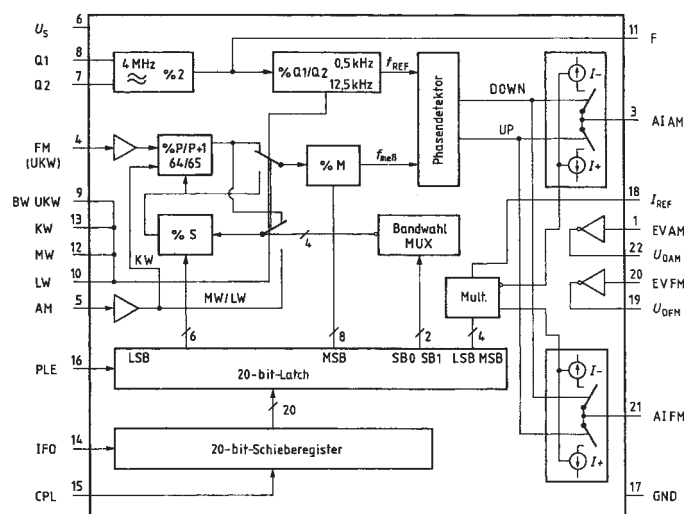 6
U_S
8
Q1
7
Q2
4 MHz
≈
%2
%Q1/Q2
0,5 kHz
12,5 kHz
f_REF
Phasendetektor
DOWN
UP
I-
I+
11
F
3
AI AM
4
FM
(UKW)
%P/P+1
64/65
% M
f_meß
18
I_REF
9
BW UKW
13
KW
12
MW
10
LW
5
AM
% S
KW
MW/LW
4
Bandwahl
MUX
Mult.
1
EV AM
22
U_DAM
20
EV FM
19
U_DFM
6
8
2
4
16
PLE
LSB
MSB
SB0 SB1
LSB MSB
20-bit-Latch
20
I-
I+
21
AI FM
14
IFO
20-bit-Schieberegister
15
CPL
17
GND